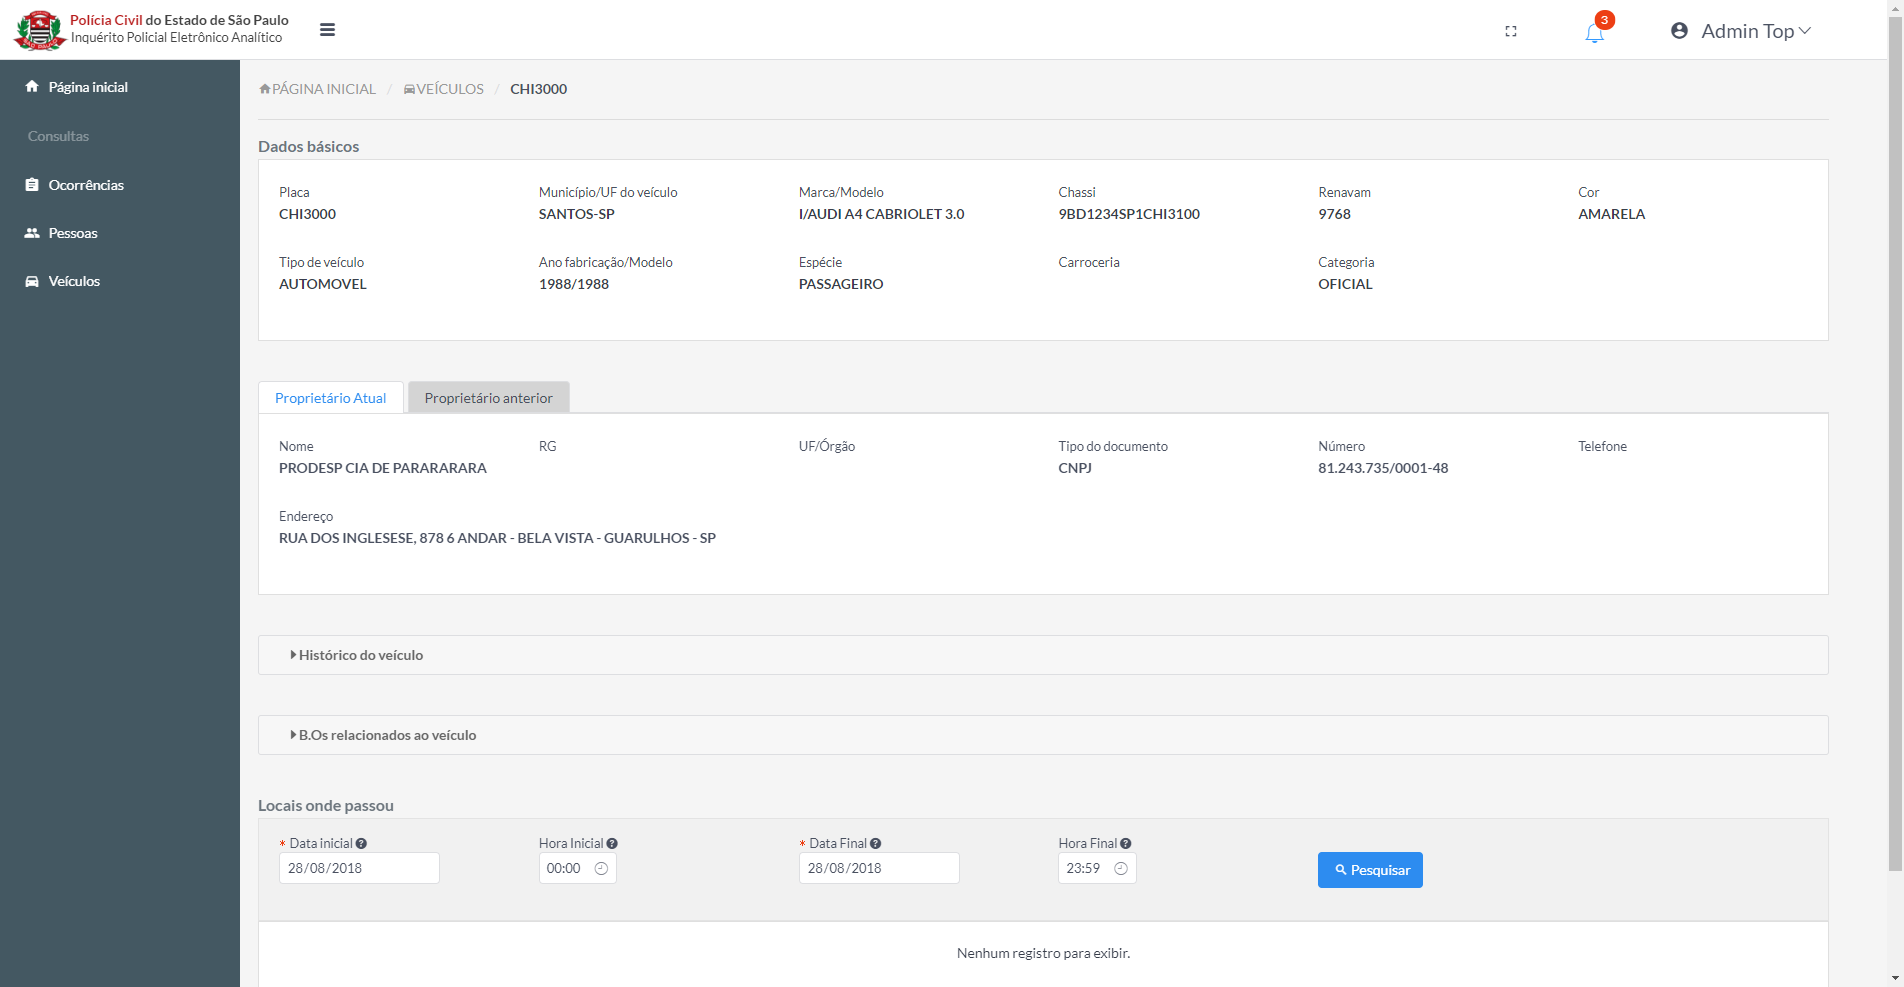 Polícia Civil do Estado de São Paulo
Inquérito Policial Eletrônico Analítico
3
Admin Top
Página inicial
Consultas
Ocorrências
Pessoas
Veículos
PÁGINA INICIAL / VEÍCULOS / CHI3000
Dados básicos
Placa Município/UF do veículo Marca/Modelo Chassi Renavam Cor
CHI3000 SANTOS-SP I/AUDI A4 CABRIOLET 3.0 9BD1234SP1CHI3100 9768 AMARELA
Tipo de veículo Ano fabricação/Modelo Espécie Carroceria Categoria
AUTOMOVEL 1988/1988 PASSAGEIRO OFICIAL
Proprietário Atual Proprietário anterior
Nome RG UF/Órgão Tipo do documento Número Telefone
PRODESP CIA DE PARARARARA CNPJ 81.243.735/0001-48
Endereço
RUA DOS INGLESESE, 878 6 ANDAR - BELA VISTA - GUARULHOS - SP
Histórico do veículo
B.Os relacionados ao veículo
Locais onde passou
* Data inicial Hora Inicial * Data Final Hora Final
28/08/2018 00:00 28/08/2018 23:59 Pesquisar
Nenhum registro para exibir.